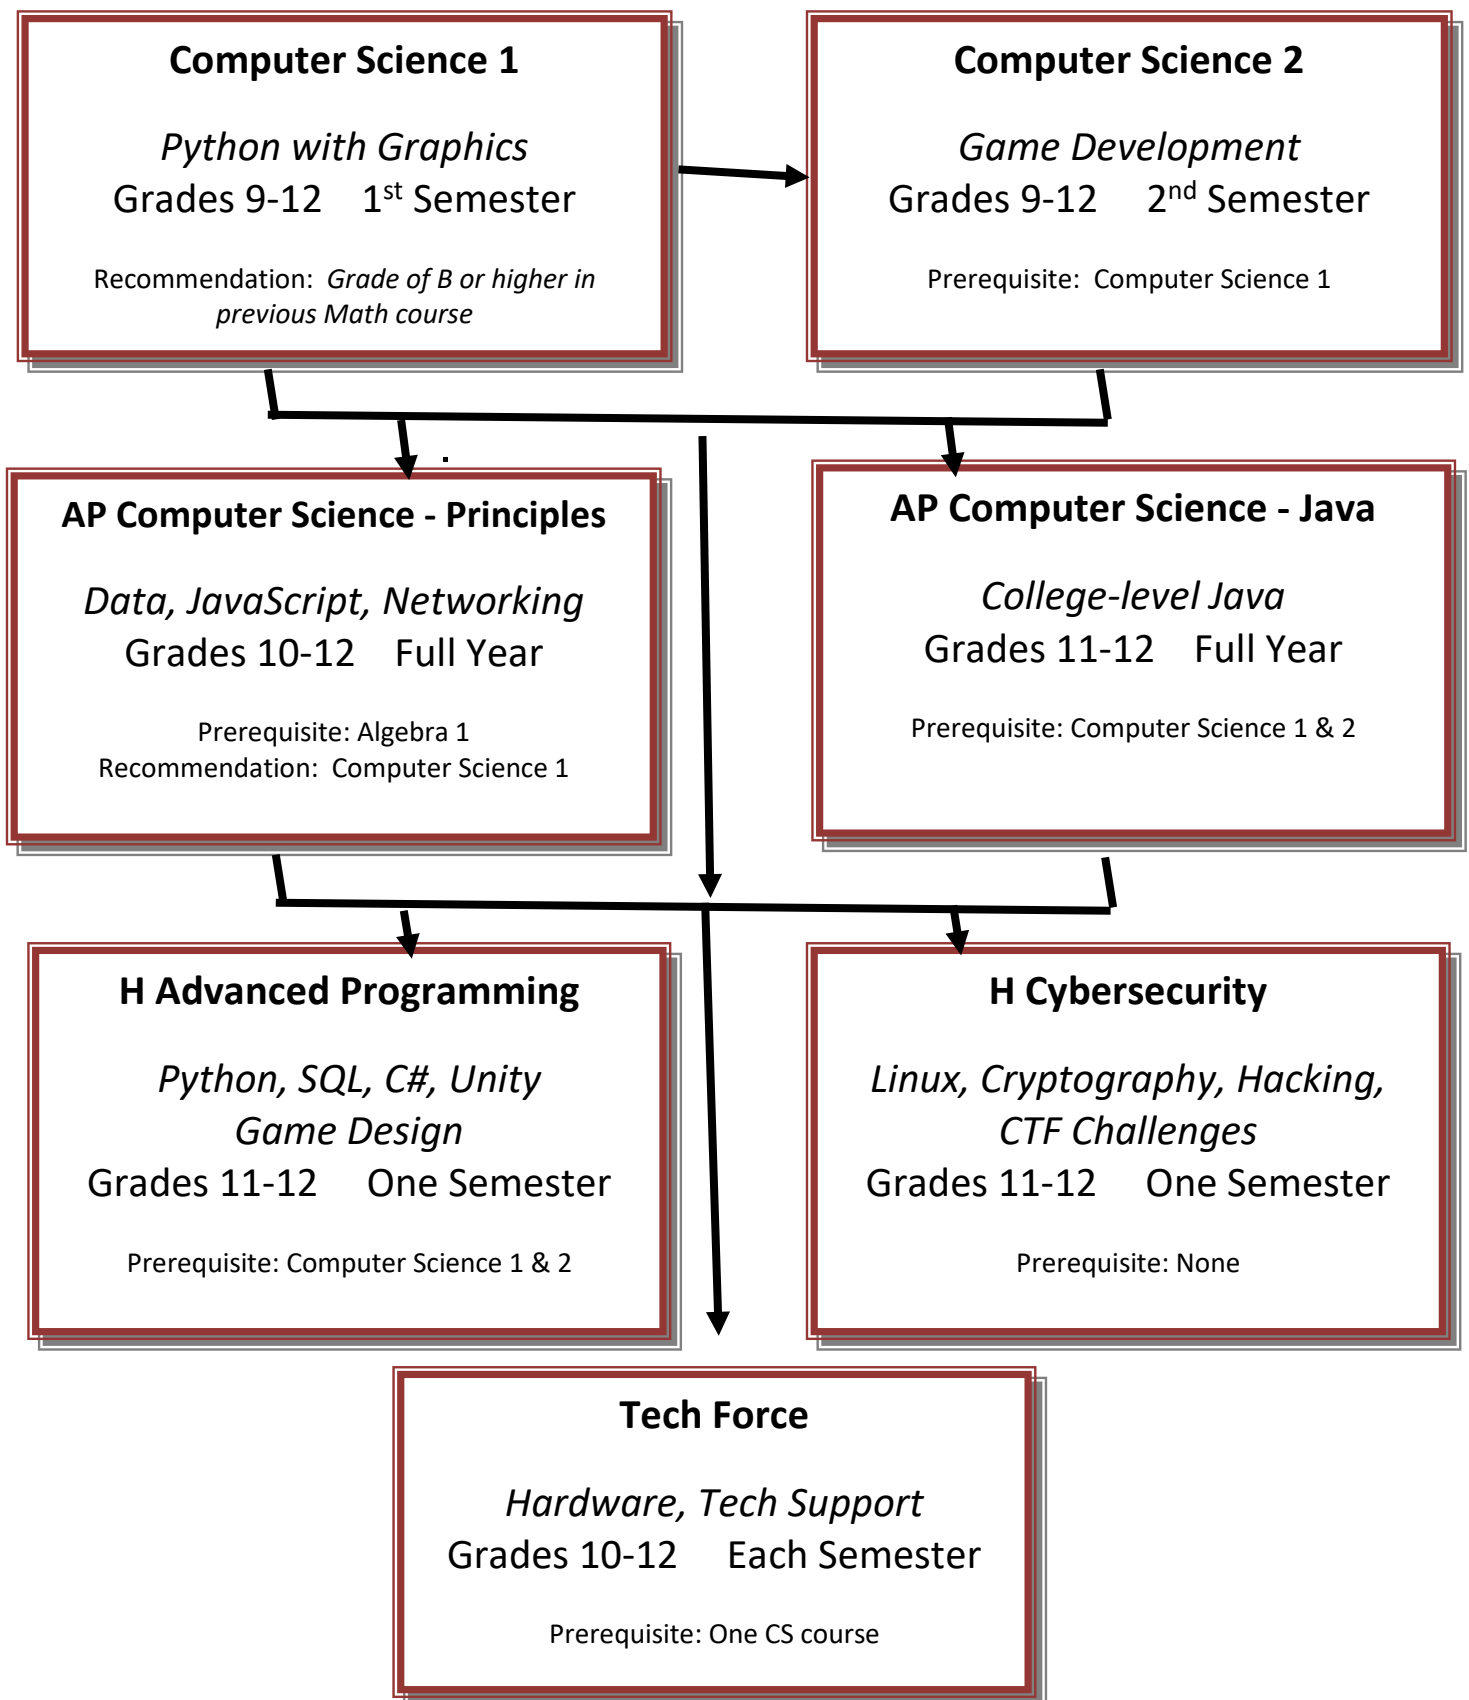 Computer Science 1
Python with Graphics
Grades 9-12 1st Semester
Recommendation: Grade of B or higher in
previous Math course
Computer Science 2
Game Development
Grades 9-12 2nd Semester
Prerequisite: Computer Science 1
AP Computer Science - Principles
Data, JavaScript, Networking
Grades 10-12 Full Year
Prerequisite: Algebra 1
Recommendation: Computer Science 1
AP Computer Science - Java
College-level Java
Grades 11-12 Full Year
Prerequisite: Computer Science 1 & 2
H Advanced Programming
Python, SQL, C#, Unity
Game Design
Grades 11-12 One Semester
Prerequisite: Computer Science 1 & 2
H Cybersecurity
Linux, Cryptography, Hacking,
CTF Challenges
Grades 11-12 One Semester
Prerequisite: None
Tech Force
Hardware, Tech Support
Grades 10-12 Each Semester
Prerequisite: One CS course